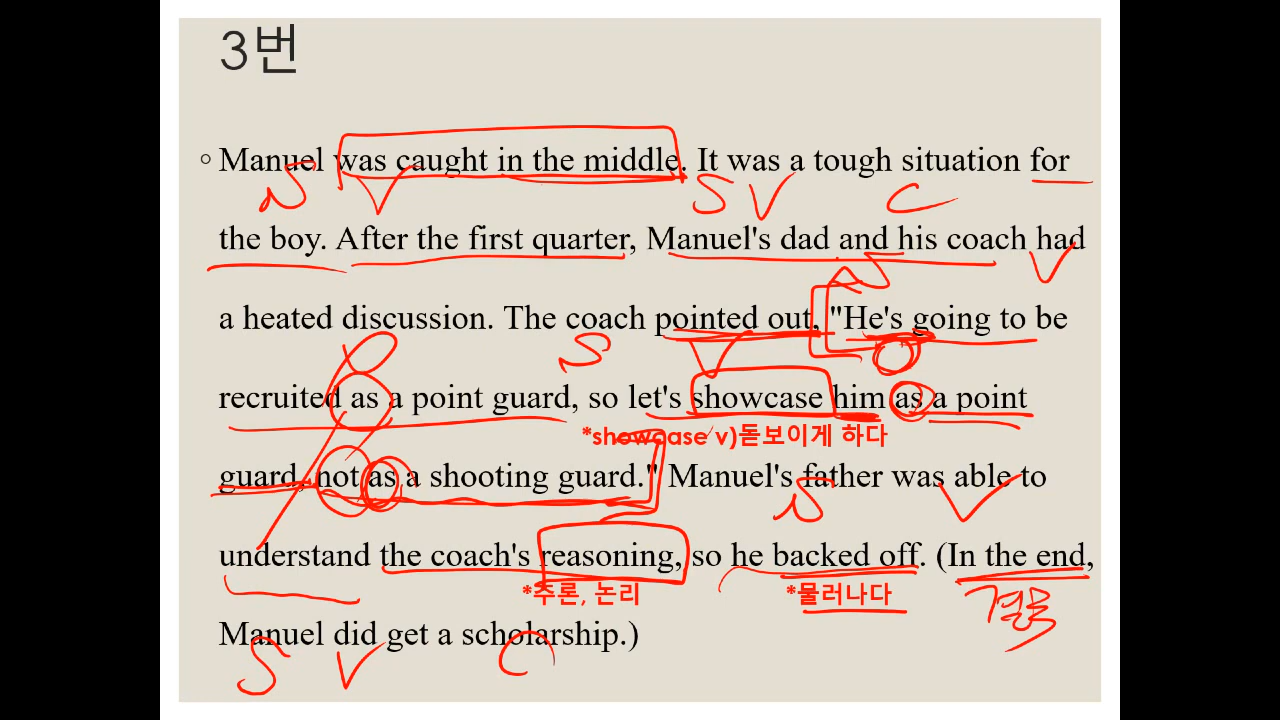 3번
Manuel was caught in the middle. It was a tough situation for
S V S V C
the boy. After the first quarter, Manuel's dad and his coach had
S V
a heated discussion. The coach pointed out, "He's going to be
S V
recruited as a point guard, so let's showcase him as a point
*showcase v)돋보이게 하다
guard, not as a shooting guard." Manuel's father was able to
S V
understand the coach's reasoning, so he backed off. (In the end,
*추론, 논리 *물러나다
Manuel did get a scholarship.)
S V